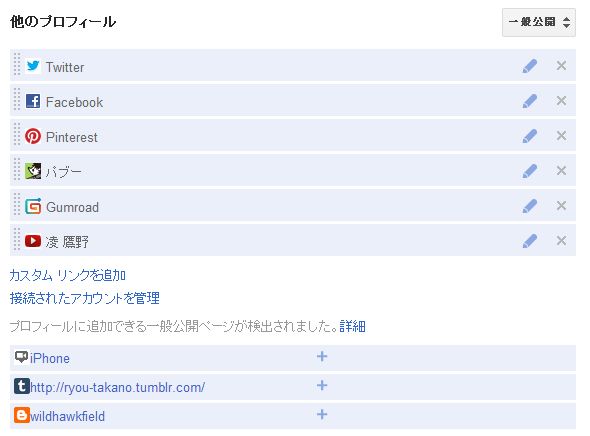 他のプロフィール
一般公開
Twitter
Facebook
Pinterest
パブー
Gumroad
凌 鷹野
カスタム リンクを追加
接続されたアカウントを管理
プロフィールに追加できる一般公開ページが検出されました。詳細
iPhone
http://ryou-takano.tumblr.com/
wildhawkfield